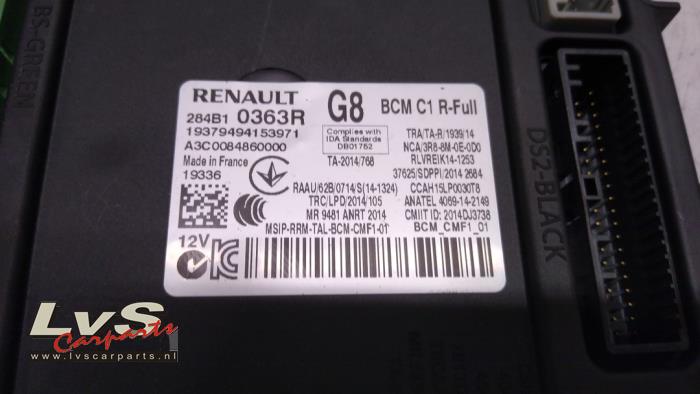 BS-GREEN
RENAULT G8 BCM C1 R-Full
284B1 0363R
19379494153971
A3C0084860000
Made in France
19336
Complies with
IDA Standards
DB01752
TA-2014/768
TRA/TA-R/1939/14
NCA/3R8-8M-0E-0D0
RLVREIK14-1253
37625/SDPPI/2014 2684
RAAU/62B/0714/S(14-1324)
CCAH15LP0030T8
TRC/LPD/2014/105
ANATEL 4069-14-2149
MR 9481 ANRT 2014
CMIIT ID: 2014DJ3738
MSIP-RRM-TAL-BCM-CMF1-01
BCM_CMF1_01
12V
DS2-BLACK
LvS
Carparts
www.lvscarparts.nl